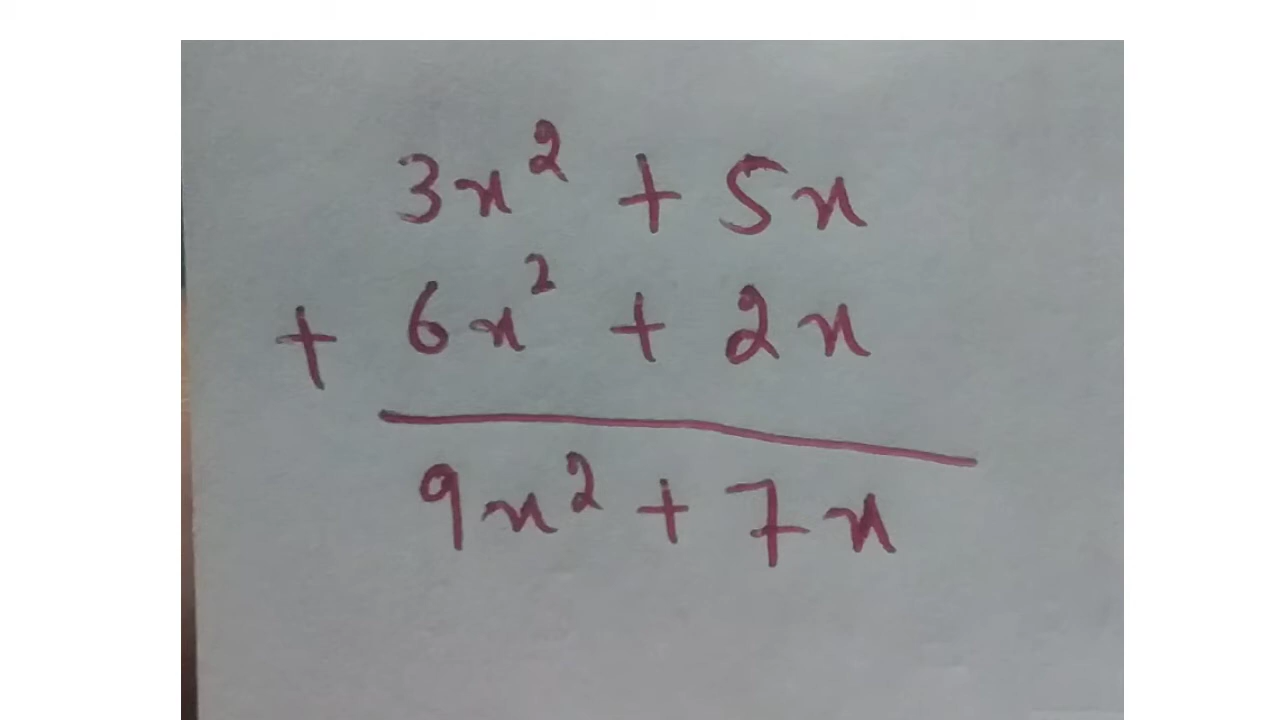 3x² + 5x
+ 6x² + 2x
9x² + 7x